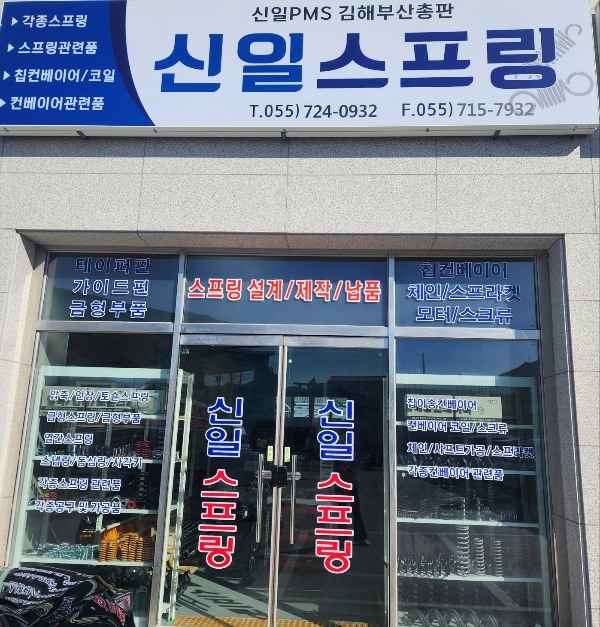 신일PMS 김해부산총판
▶ 각종스프링
▶ 스프링관련품
▶ 칩컨베이어/코일
▶ 컨베이어관련품
신일스프링
T.055) 724-0932 F.055) 715-7932
테이퍼핀
가이드핀
금형부품
스프링 설계/제작/납품
칩컨베이어
체인/스프라켓
모터/스크류
압축/인장/토숀스프링
금형스프링/금형부품
열간스프링
스냅링/동심링/사각키
각종스프링 관련품
각종공구 및 가공품
신일 스프링
신일 스프링
칩이송컨베이어
컨베이어 코일/스크류
체인/샤프트가공/스프라켓
각종컨베이어 관련품